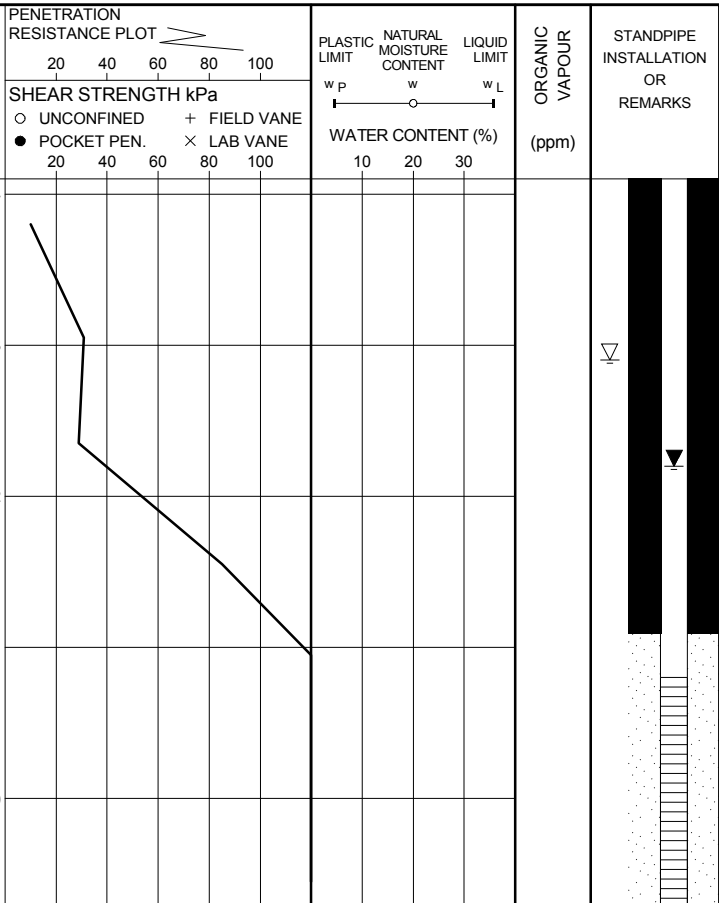 PENETRATION
RESISTANCE PLOT
20 40 60 80 100
SHEAR STRENGTH kPa
○ UNCONFINED + FIELD VANE
● POCKET PEN. × LAB VANE
20 40 60 80 100
PLASTIC LIMIT
NATURAL MOISTURE CONTENT
LIQUID LIMIT
w P w w L
WATER CONTENT (%)
10 20 30
ORGANIC VAPOUR
(ppm)
STANDPIPE
INSTALLATION
OR
REMARKS